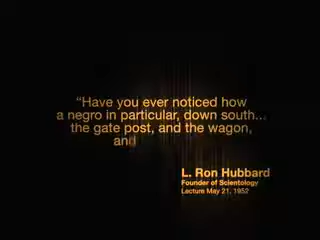 “Have you ever noticed how
a negro in particular, down south...
the gate post, and the wagon,
and
L. Ron Hubbard
Founder of Scientology
Lecture May 21, 1952